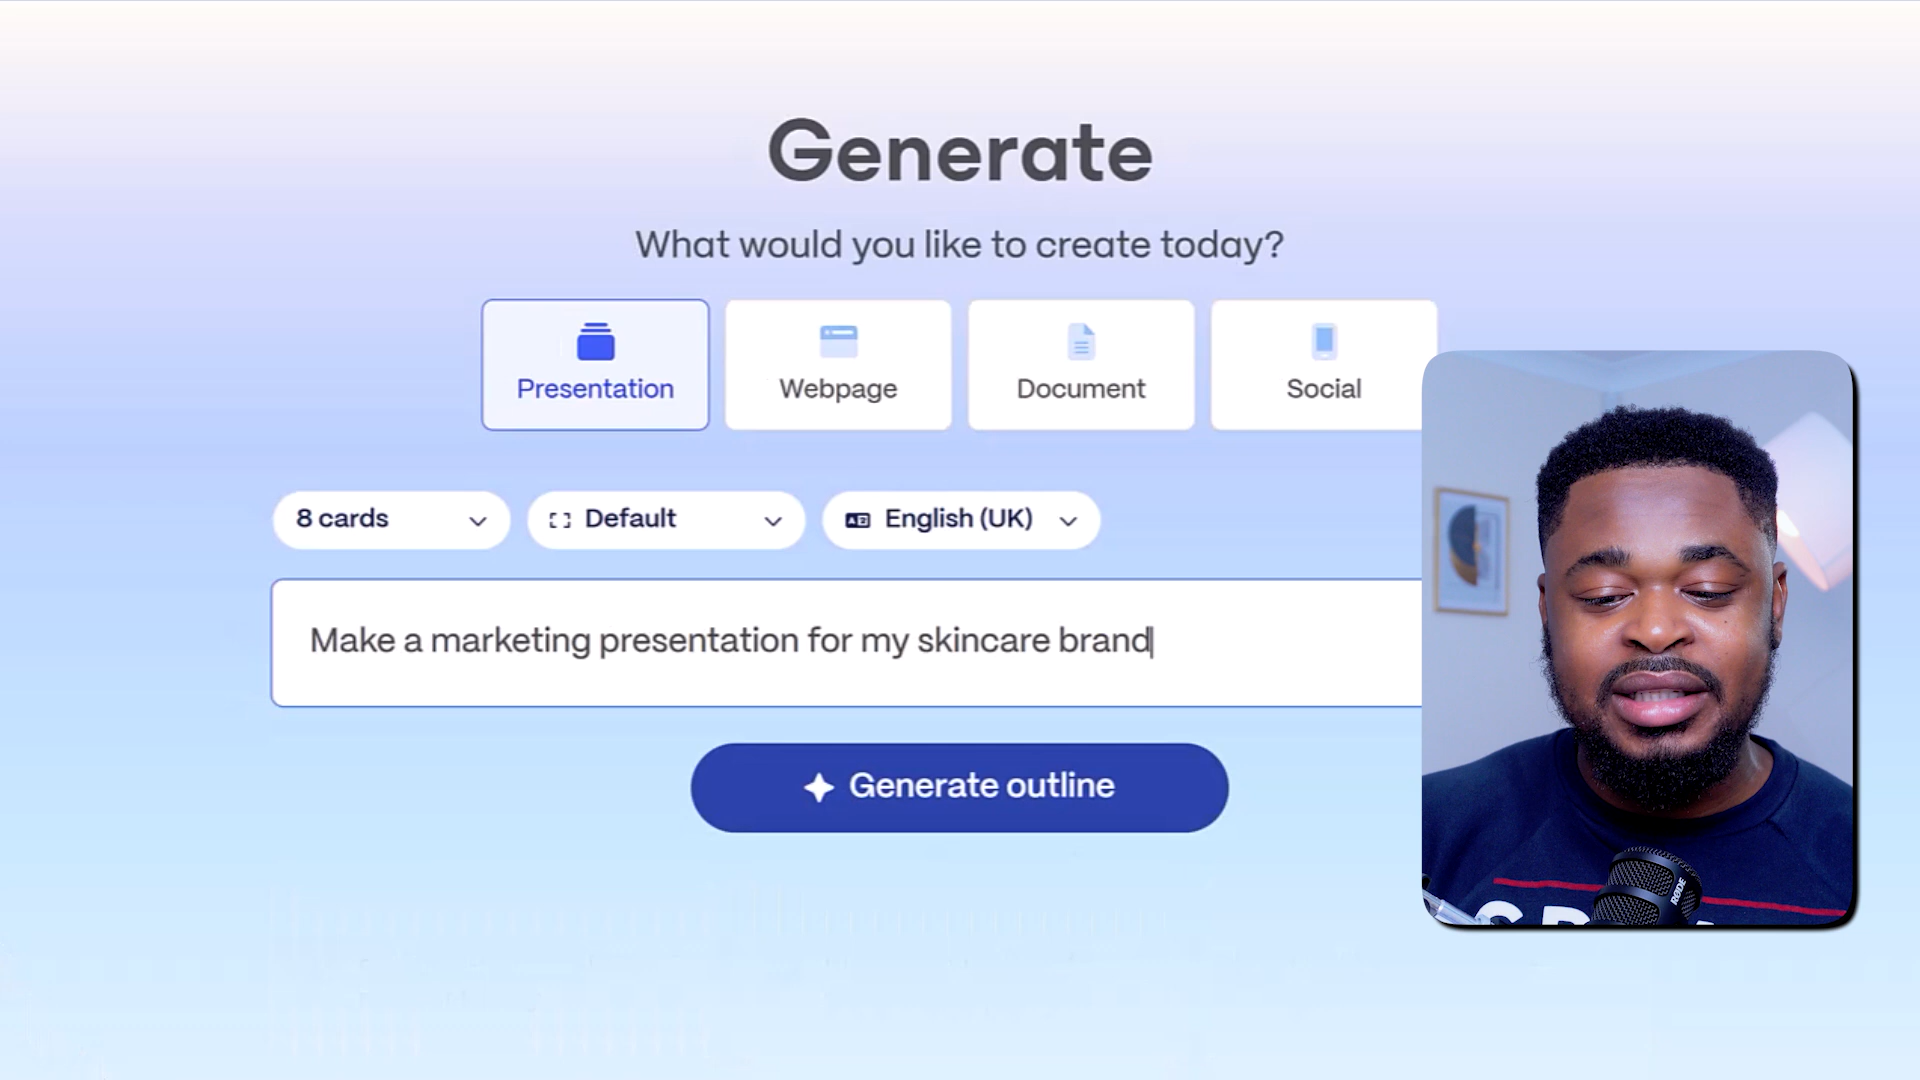 Generate
What would you like to create today?
Presentation
Webpage
Document
Social
8 cards
Default
English (UK)
Make a marketing presentation for my skincare brand
Generate outline
RØDE